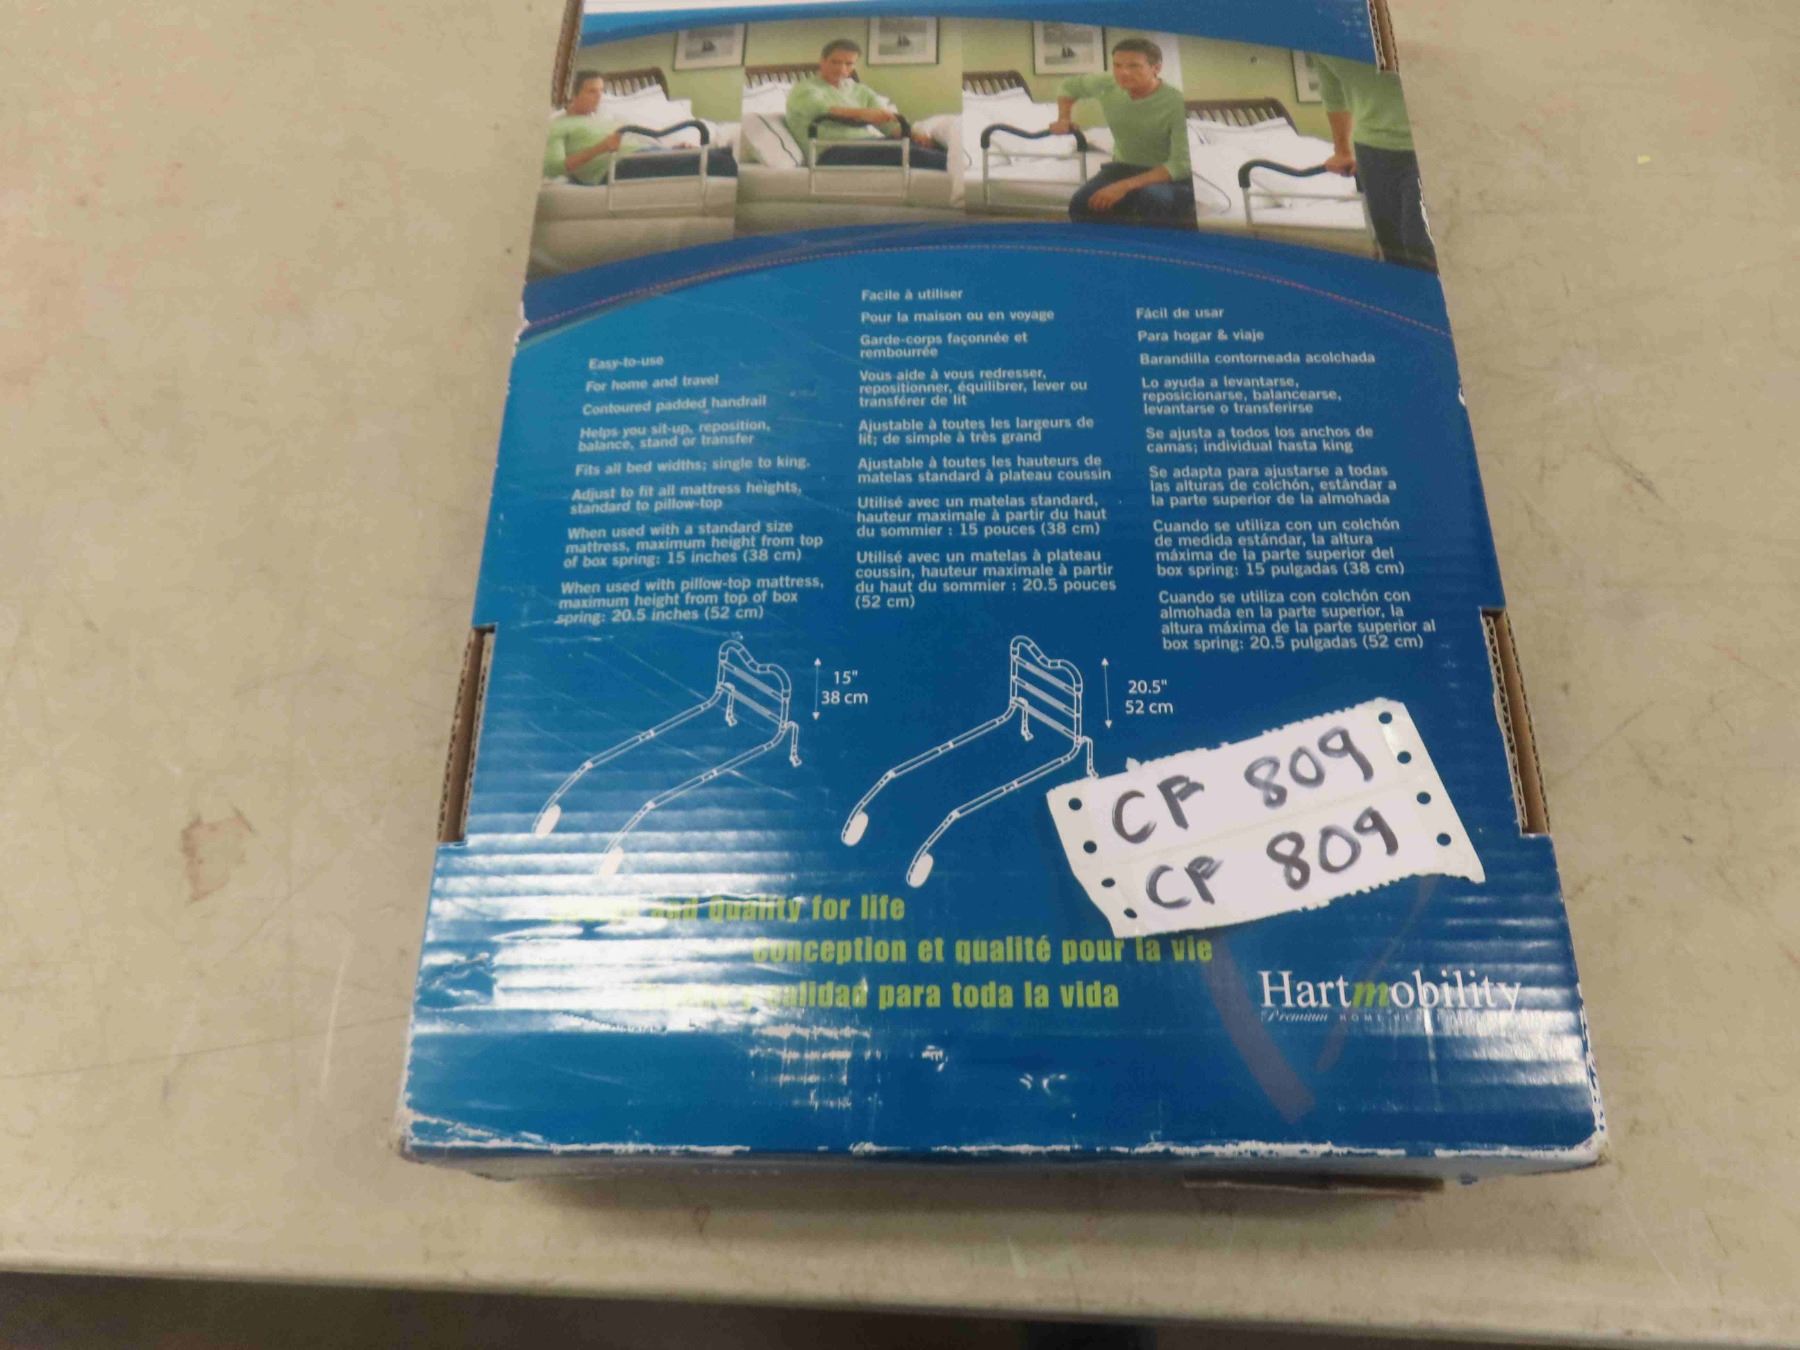 Easy-to-use
For home and travel
Contoured padded handrail
Helps you sit-up, reposition,
balance, stand or transfer
Fits all bed widths; single to king.
Adjust to fit all mattress heights,
standard to pillow-top
When used with a standard size
mattress, maximum height from top
of box spring: 15 inches (38 cm)
When used with pillow-top mattress,
maximum height from top of box
spring: 20.5 inches (52 cm)
Facile à utiliser
Pour la maison ou en voyage
Garde-corps façonnée et
rembourrée
Vous aide à vous redresser,
repositionner, équilibrer, lever ou
transférer de lit
Ajustable à toutes les largeurs de
lit; de simple à très grand
Ajustable à toutes les hauteurs de
matelas standard à plateau coussin
Utilisé avec un matelas standard,
hauteur maximale à partir du haut
du sommier : 15 pouces (38 cm)
Utilisé avec un matelas à plateau
coussin, hauteur maximale à partir
du haut du sommier : 20.5 pouces
(52 cm)
Fácil de usar
Para hogar & viaje
Barandilla contorneada acolchada
Lo ayuda a levantarse,
reposicionarse, balancearse,
levantarse o transferirse
Se ajusta a todos los anchos de
camas; individual hasta king
Se adapta para ajustarse a todas
las alturas de colchón, estándar a
la parte superior de la almohada
Cuando se utiliza con un colchón
de medida estándar, la altura
máxima de la parte superior del
box spring: 15 pulgadas (38 cm)
Cuando se utiliza con colchón con
almohada en la parte superior, la
altura máxima de la parte superior al
box spring: 20.5 pulgadas (52 cm)
15"
38 cm
20.5"
52 cm
CF 809
CF 809
and Quality for life
Conception et qualité pour la vie
y calidad para toda la vida
Hartmobility
Premium HOME